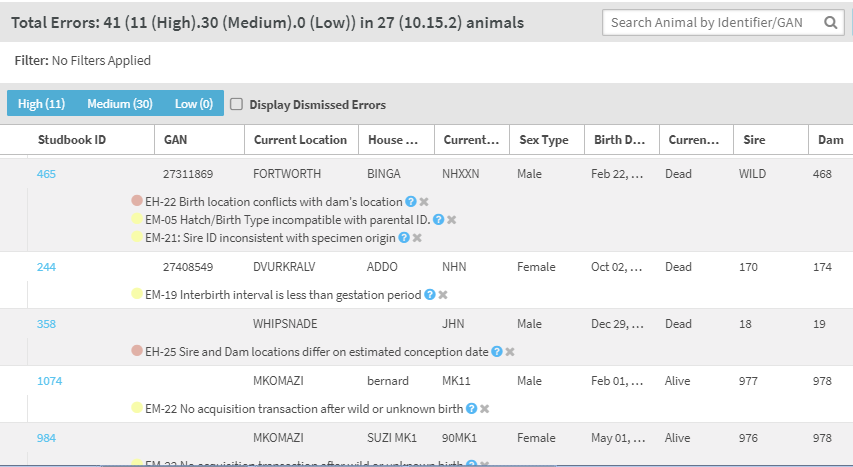 Total Errors: 41 (11 (High).30 (Medium).0 (Low)) in 27 (10.15.2) animals
Search Animal by Identifier/GAN
Filter: No Filters Applied
High (11) Medium (30) Low (0) Display Dismissed Errors
Studbook ID GAN Current Location House ... Current... Sex Type Birth D... Curren... Sire Dam
465 27311869 FORTWORTH BINGA NHXXN Male Feb 22, ... Dead WILD 468
EH-22 Birth location conflicts with dam's location
EM-05 Hatch/Birth Type incompatible with parental ID.
EM-21: Sire ID inconsistent with specimen origin
244 27408549 DVURKRALV ADDO NHN Female Oct 02, ... Dead 170 174
EM-19 Interbirth interval is less than gestation period
358 WHIPSNADE JHN Male Dec 29, ... Dead 18 19
EH-25 Sire and Dam locations differ on estimated conception date
1074 MKOMAZI bernard MK11 Male Feb 01, ... Alive 977 978
EM-22 No acquisition transaction after wild or unknown birth
984 MKOMAZI SUZI MK1 90MK1 Female May 01, ... Alive 976 978
EM-22 No acquisition transaction after wild or unknown birth